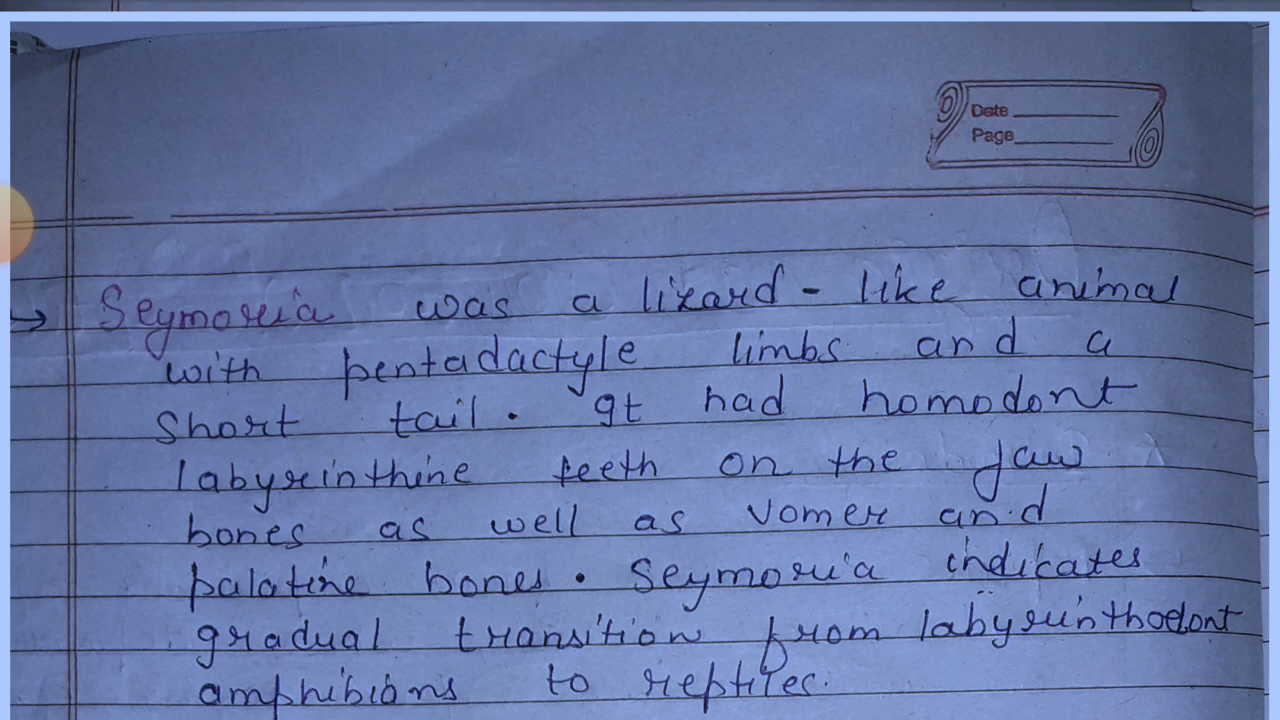 Date
Page
→ Seymoria was a lizard - like animal
with pentadactyle limbs and a
short tail. It had homodont
labyrinthine teeth on the jaw
bones as well as vomer and
palatine bones. Seymoria indicates
gradual transition from labyrinthodont
amphibians to reptiles.